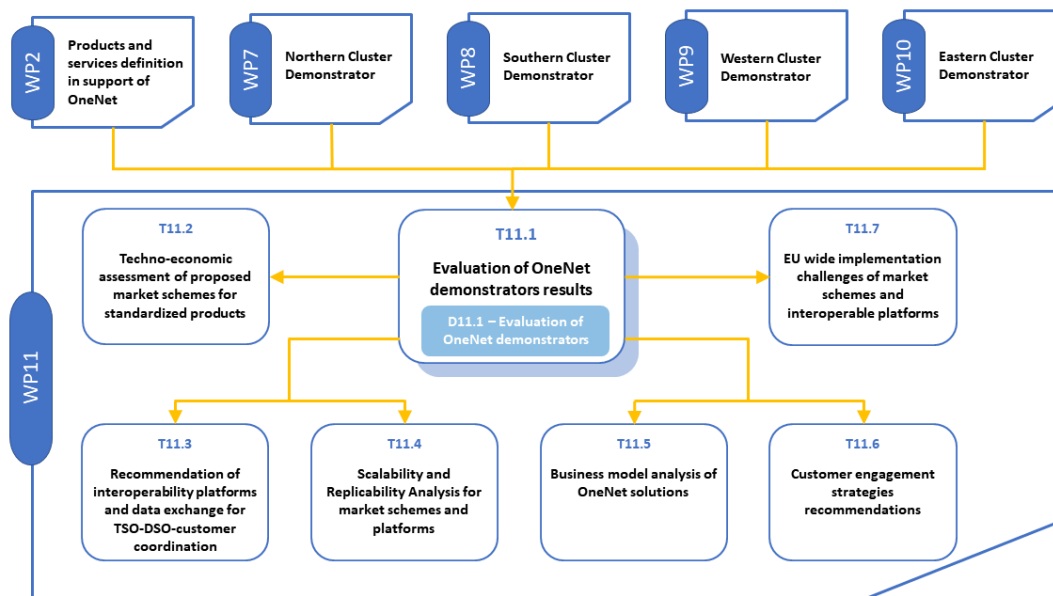 WP2
Products and
services definition
in support of
OneNet
WP7
Northern Cluster
Demonstrator
WP8
Southern Cluster
Demonstrator
WP9
Western Cluster
Demonstrator
WP10
Eastern Cluster
Demonstrator
WP11
T11.2
Techno-economic
assessment of proposed
market schemes for
standardized products
T11.1
Evaluation of OneNet
demonstrators results
D11.1 – Evaluation of
OneNet demonstrators
T11.7
EU wide implementation
challenges of market
schemes and
interoperable platforms
T11.3
Recommendation of
interoperability platforms
and data exchange for
TSO-DSO-customer
coordination
T11.4
Scalability and
Replicability Analysis for
market schemes and
platforms
T11.5
Business model analysis of
OneNet solutions
T11.6
Customer engagement
strategies
recommendations